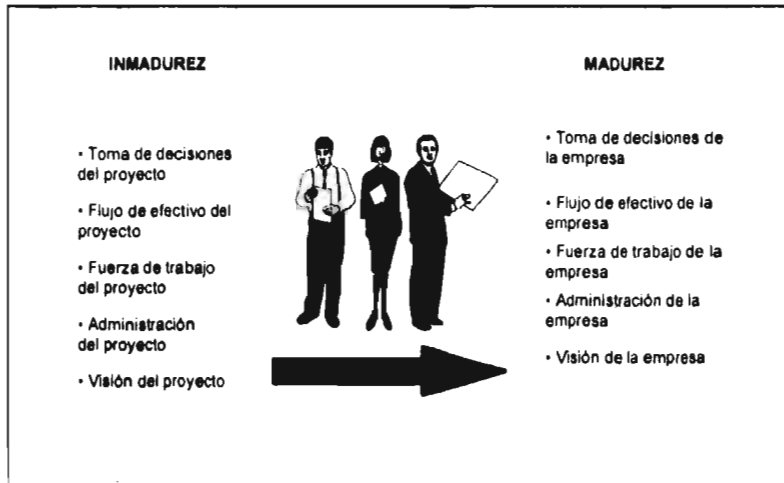 INMADUREZ
• Toma de decisiones
del proyecto
• Flujo de efectivo del
proyecto
• Fuerza de trabajo
del proyecto
• Administración
del proyecto
• Visión del proyecto
MADUREZ
• Toma de decisiones de
la empresa
• Flujo de efectivo de la
empresa
• Fuerza de trabajo de la
empresa
• Administración de la
empresa
• Visión de la empresa